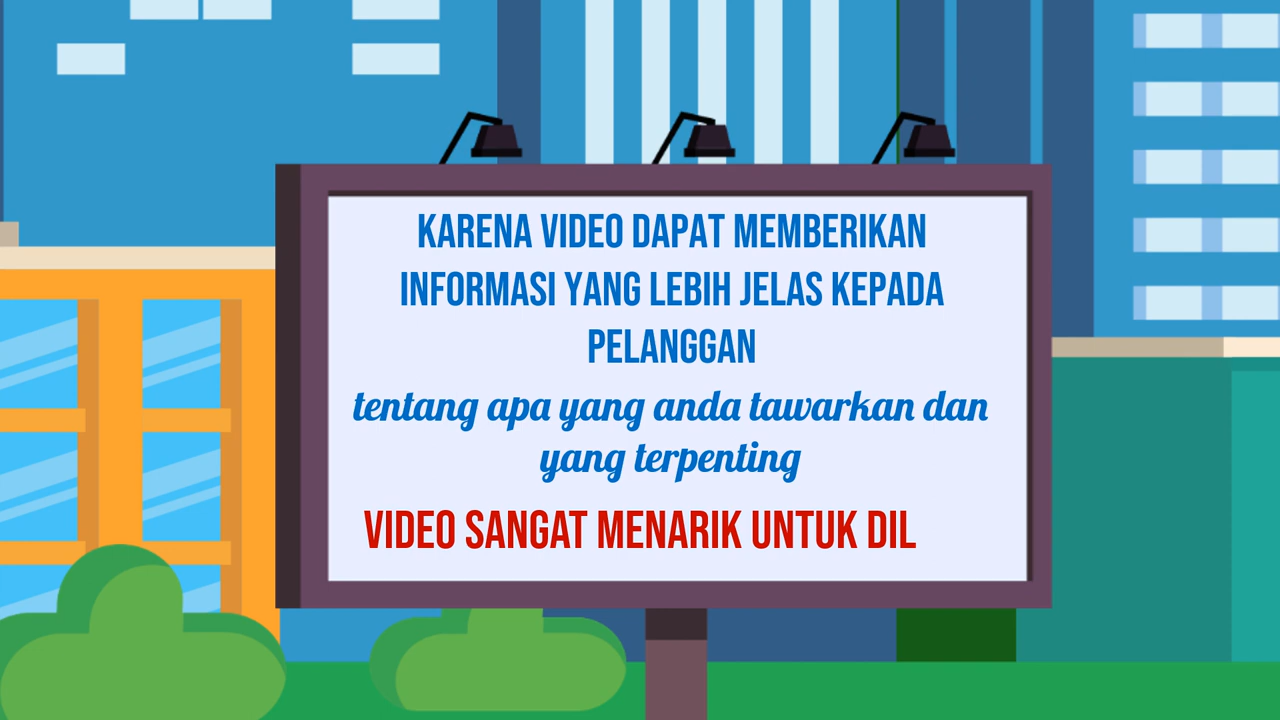 KARENA VIDEO DAPAT MEMBERIKAN
INFORMASI YANG LEBIH JELAS KEPADA
PELANGGAN
tentang apa yang anda tawarkan dan
yang terpenting
VIDEO SANGAT MENARIK UNTUK DIL